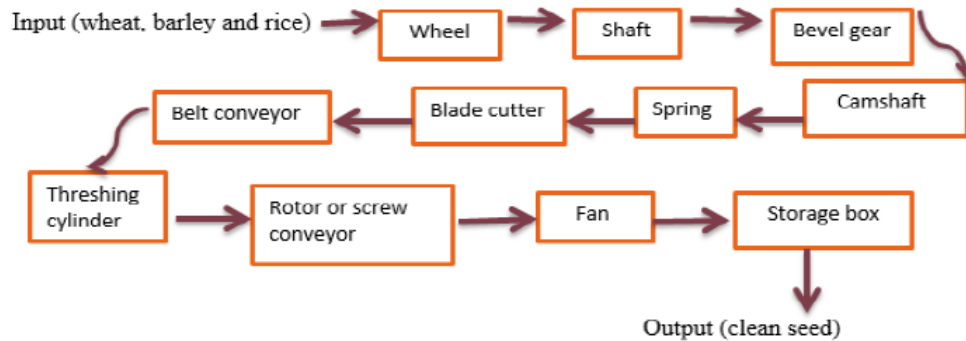 Input (wheat, barley and rice)
Wheel
Shaft
Bevel gear
Camshaft
Spring
Blade cutter
Belt conveyor
Threshing
cylinder
Rotor or screw
conveyor
Fan
Storage box
Output (clean seed)